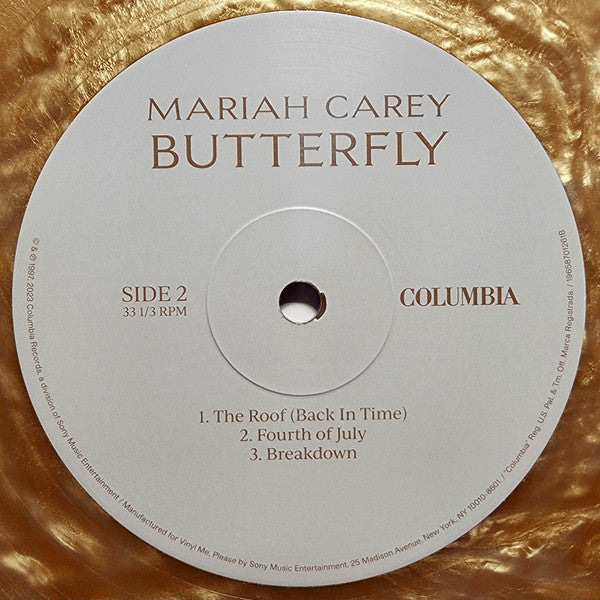 MARIAH CAREY
BUTTERFLY
SIDE 2
33 1/3 RPM
COLUMBIA
1. The Roof (Back In Time)
2. Fourth of July
3. Breakdown
© & ℗ 1997, 2023 Columbia Records, a division of Sony Music Entertainment / Manufactured for Vinyl Me, Please by Sony Music Entertainment, 25 Madison Avenue, New York, NY 10010-8601. / "Columbia" Reg. U.S. Pat. & Tm. Off. Marca Registrada. / 19658701261B